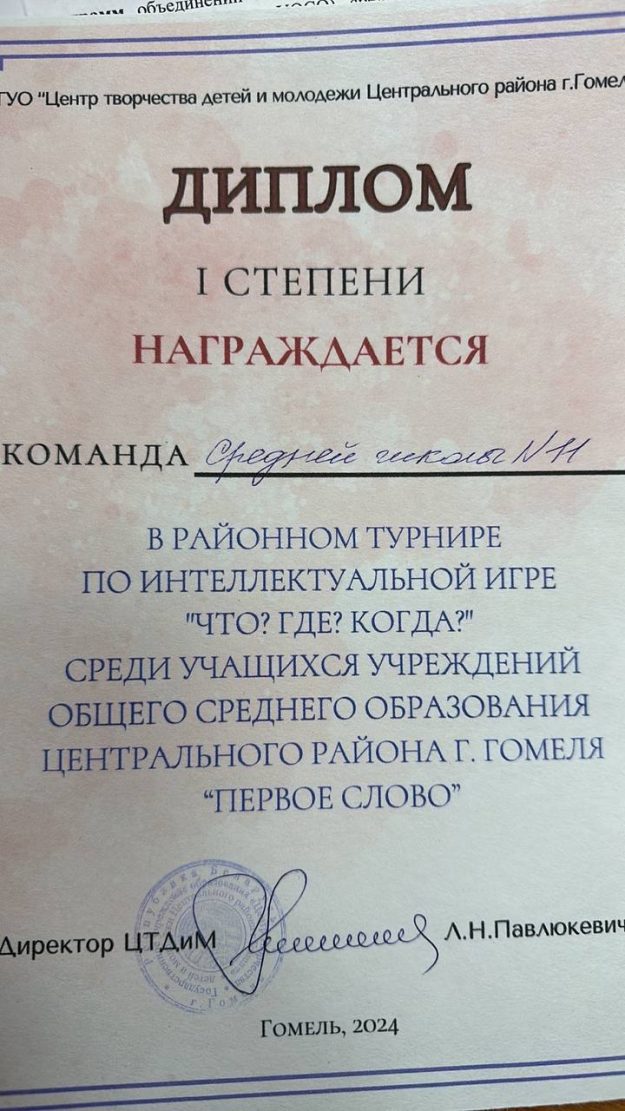 объединений
ГУО "Центр творчества детей и молодежи Центрального района г.Гомел
ДИПЛОМ
I СТЕПЕНИ
НАГРАЖДАЕТСЯ
КОМАНДА Средней школы N 11
В РАЙОННОМ ТУРНИРЕ
ПО ИНТЕЛЛЕКТУАЛЬНОЙ ИГРЕ
"ЧТО? ГДЕ? КОГДА?"
СРЕДИ УЧАЩИХСЯ УЧРЕЖДЕНИЙ
ОБЩЕГО СРЕДНЕГО ОБРАЗОВАНИЯ
ЦЕНТРАЛЬНОГО РАЙОНА Г. ГОМЕЛЯ
“ПЕРВОЕ СЛОВО”
Директор ЦТДиМ Л.Н.Павлюкевич
ГОМЕЛЬ, 2024